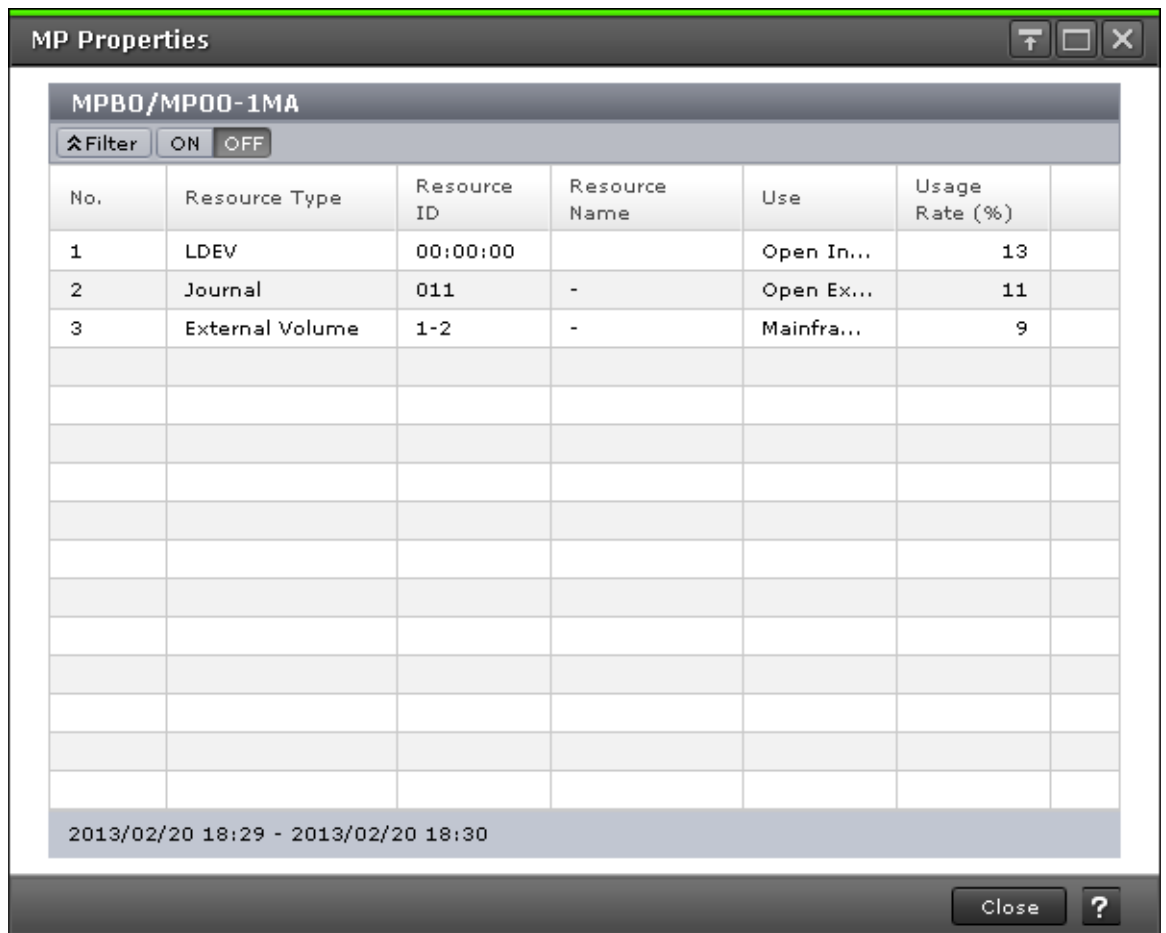 MP Properties
MPB0/MP00-1MA
Filter ON OFF
No. Resource Type Resource ID Resource Name Use Usage Rate (%)
1 LDEV 00:00:00 Open In... 13
2 Journal 011 - Open Ex... 11
3 External Volume 1-2 - Mainfra... 9
2013/02/20 18:29 - 2013/02/20 18:30
Close ?